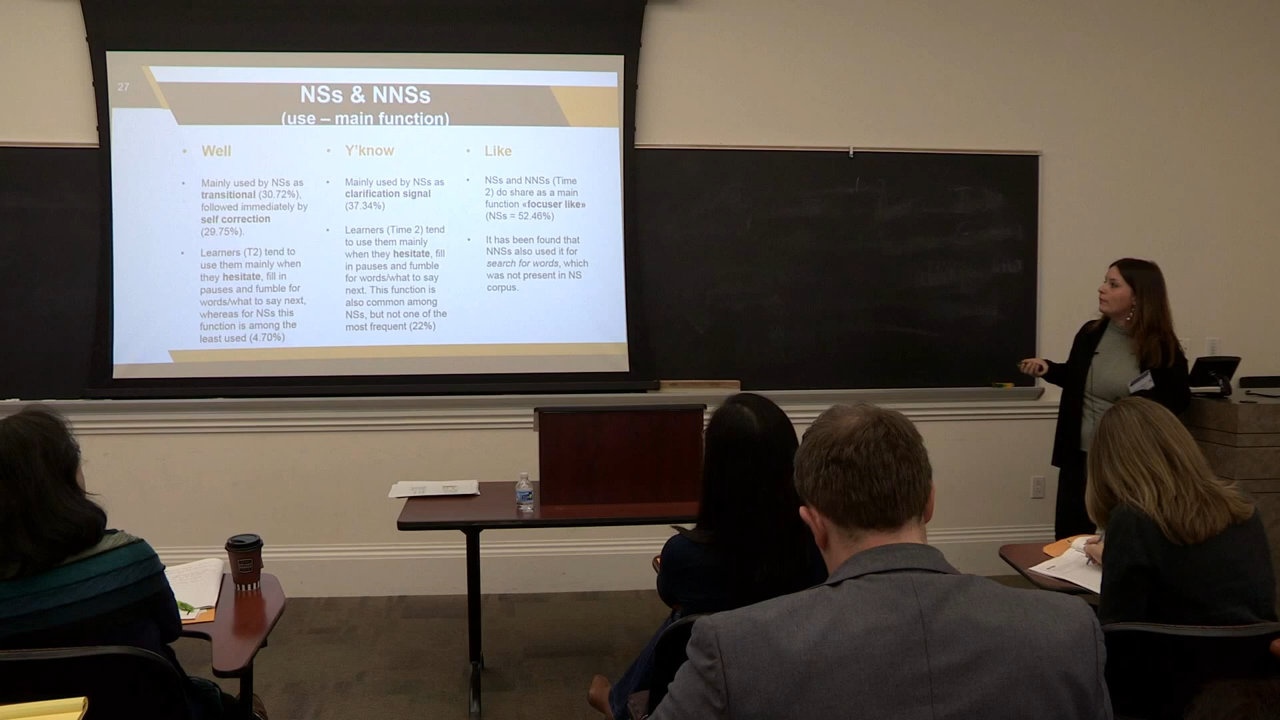 27
NSs & NNSs
(use – main function)
• Well
• Mainly used by NSs as
transitional (30.72%),
followed immediately by
self correction
(29.75%).
• Learners (T2) tend to
use them mainly when
they hesitate, fill in
pauses and fumble for
words/what to say next,
whereas for NSs this
function is among the
least used (4.70%)
• Y'know
• Mainly used by NSs as
clarification signal
(37.34%)
• Learners (Time 2) tend
to use them mainly
when they hesitate, fill
in pauses and fumble
for words/what to say
next. This function is
also common among
NSs, but not one of the
most frequent (22%)
• Like
• NSs and NNSs (Time
2) do share as a main
function «focuser like»
(NSs = 52.46%)
• It has been found that
NNSs also used it for
search for words, which
was not present in NS
corpus.